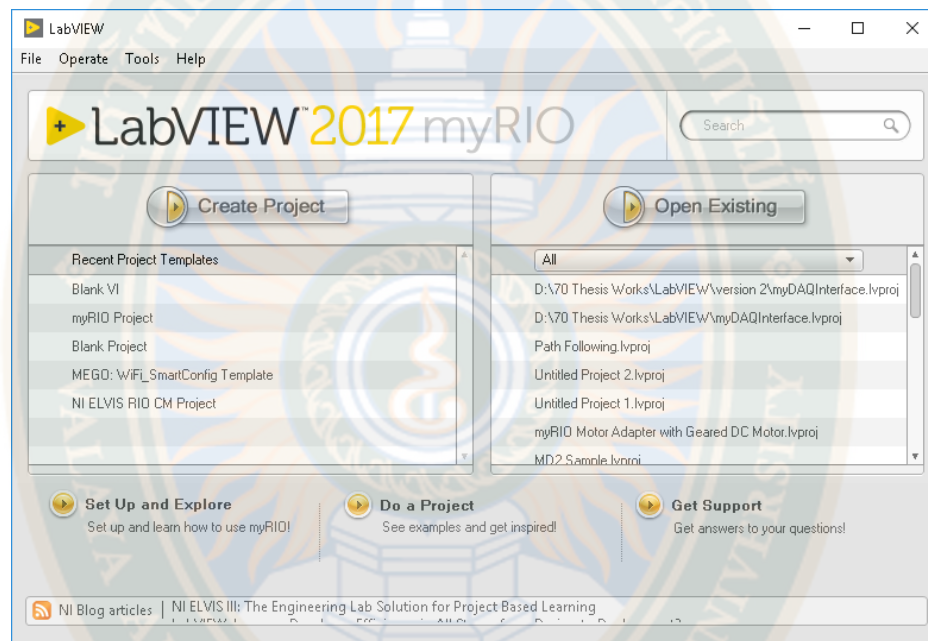 LabVIEW
File Operate Tools Help
LabVIEW™ 2017 myRIO
Search
Create Project
Recent Project Templates
Blank VI
myRIO Project
Blank Project
MEGO: WiFi_SmartConfig Template
NI ELVIS RIO CM Project
Open Existing
All
D:\70 Thesis Works\LabVIEW\version 2\myDAQInterface.lvproj
D:\70 Thesis Works\LabVIEW\myDAQInterface.lvproj
Path Following.lvproj
Untitled Project 2.lvproj
Untitled Project 1.lvproj
myRIO Motor Adapter with Geared DC Motor.lvproj
MD2 Sample.lvproj
Set Up and Explore
Set up and learn how to use myRIO!
Do a Project
See examples and get inspired!
Get Support
Get answers to your questions!
NI Blog articles | NI ELVIS III: The Engineering Lab Solution for Project Based Learning